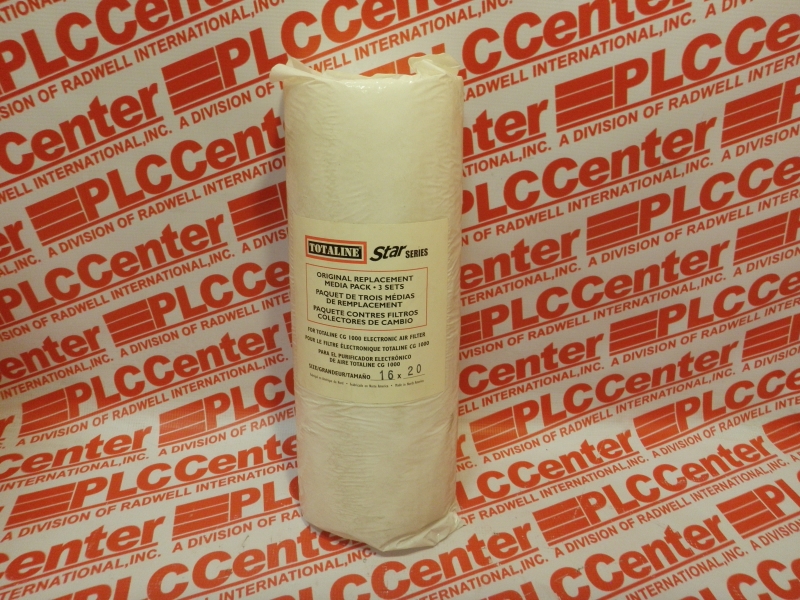 TOTALINE Star SERIES
ORIGINAL REPLACEMENT
MEDIA PACK • 3 SETS
PAQUET DE TROIS MÉDIAS
DE REMPLACEMENT
PAQUETE CONTRES FILTROS
COLECTORES DE CAMBIO
FOR TOTALINE CG 1000 ELECTRONIC AIR FILTER
POUR LE FILTRE ÉLECTRONIQUE TOTALINE CG 1000
PARA EL PURIFICADOR ELECTRÓNICO
DE AIRE TOTALINE CG 1000
SIZE/GRANDEUR/TAMAÑO 16 x 20
PLCCenter
A DIVISION OF RADWELL INTERNATIONAL, INC.